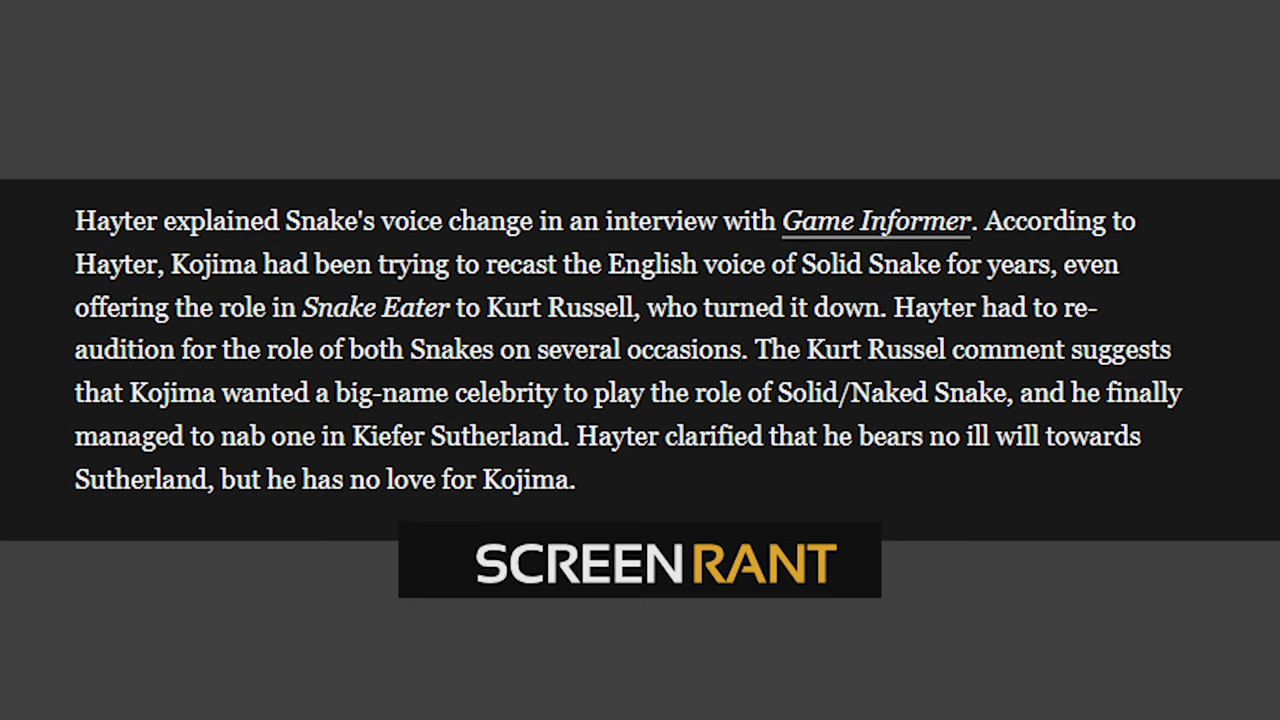 Hayter explained Snake's voice change in an interview with Game Informer. According to
Hayter, Kojima had been trying to recast the English voice of Solid Snake for years, even
offering the role in Snake Eater to Kurt Russell, who turned it down. Hayter had to re-
audition for the role of both Snakes on several occasions. The Kurt Russel comment suggests
that Kojima wanted a big-name celebrity to play the role of Solid/Naked Snake, and he finally
managed to nab one in Kiefer Sutherland. Hayter clarified that he bears no ill will towards
Sutherland, but he has no love for Kojima.
SCREENRANT